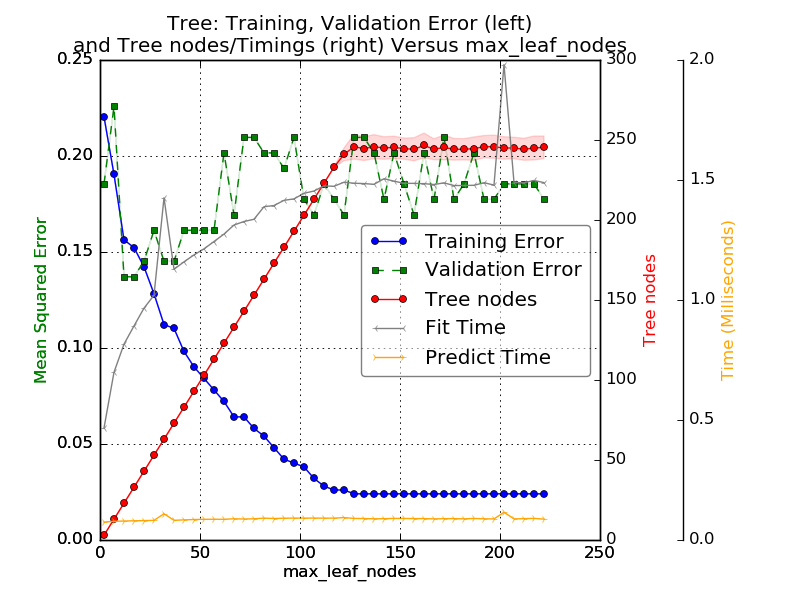 Tree: Training, Validation Error (left)
and Tree nodes/Timings (right) Versus max_leaf_nodes
0.25
0.20
0.15
0.10
0.05
0.00
Mean Squared Error
0
50
100
150
200
250
max_leaf_nodes
Training Error
Validation Error
Tree nodes
Fit Time
Predict Time
300
250
200
150
100
50
0
Tree nodes
2.0
1.5
1.0
0.5
0.0
Time (Milliseconds)